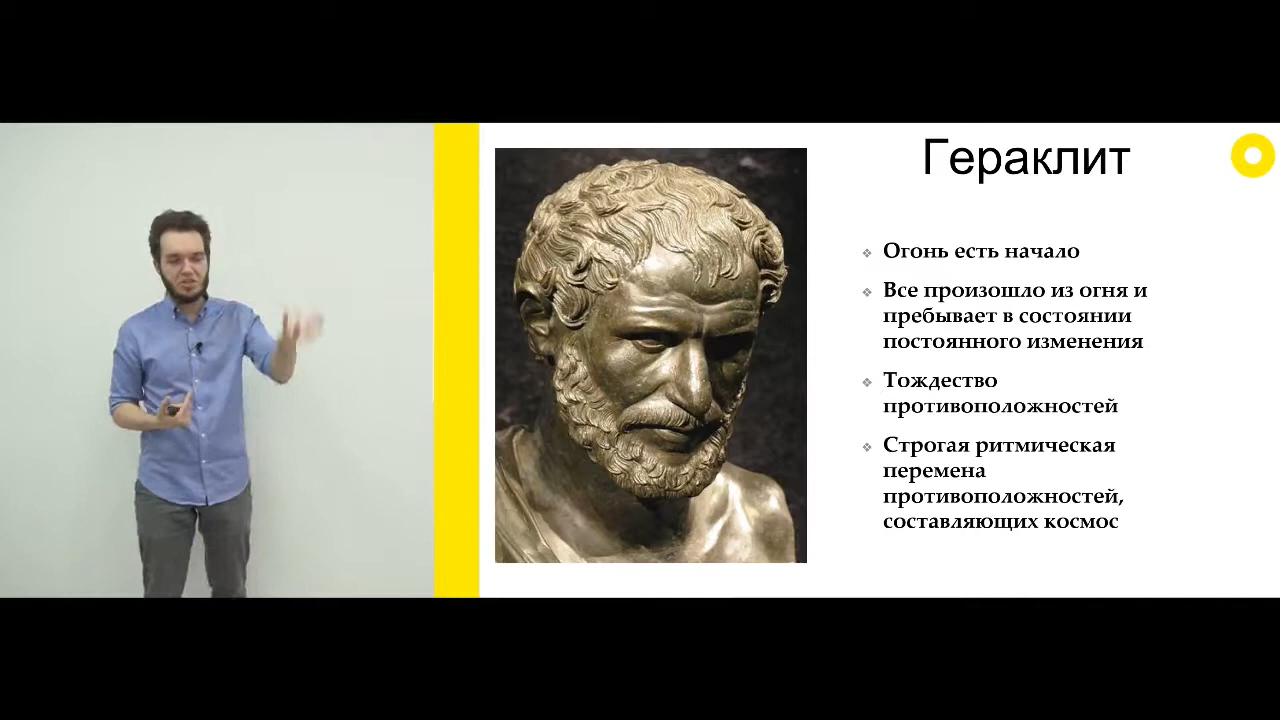 Гераклит
Огонь есть начало
Все произошло из огня и
пребывает в состоянии
постоянного изменения
Тождество
противоположностей
Строгая ритмическая
перемена
противоположностей,
составляющих космос